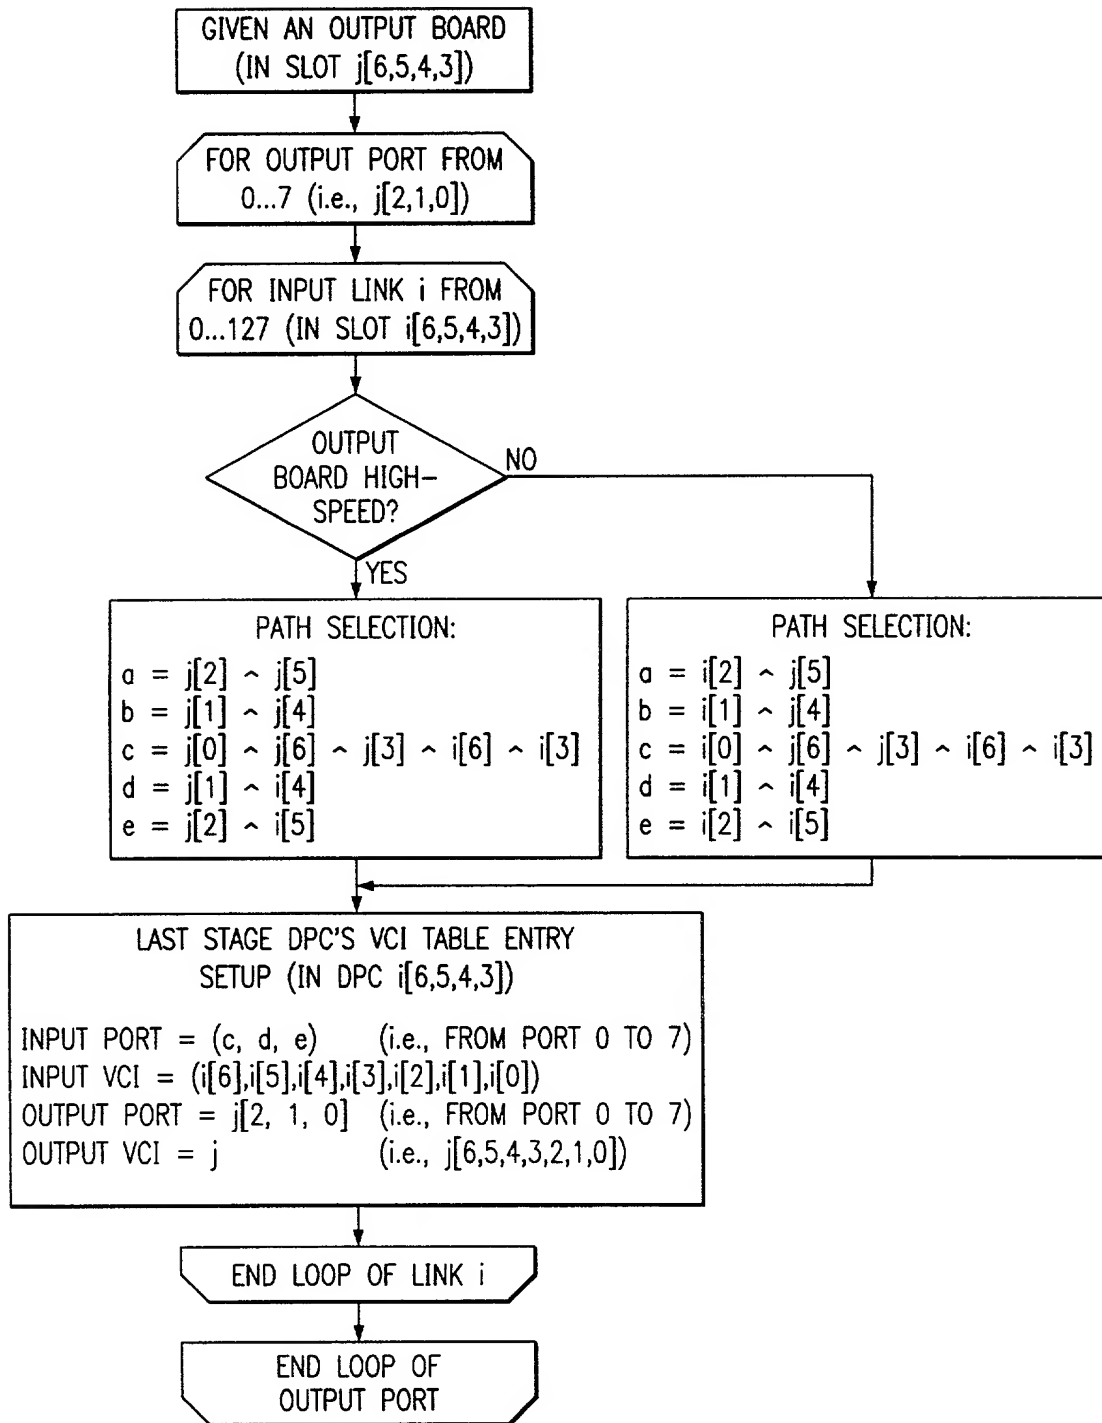 GIVEN AN OUTPUT BOARD
(IN SLOT j[6,5,4,3])
FOR OUTPUT PORT FROM
0...7 (i.e., j[2,1,0])
FOR INPUT LINK i FROM
0...127 (IN SLOT i[6,5,4,3])
OUTPUT
BOARD HIGH–
SPEED?
NO
YES
PATH SELECTION:
a = j[2] ^ j[5]
b = j[1] ^ j[4]
c = j[0] ^ j[6] ^ j[3] ^ i[6] ^ i[3]
d = j[1] ^ i[4]
e = j[2] ^ i[5]
PATH SELECTION:
a = i[2] ^ j[5]
b = i[1] ^ j[4]
c = i[0] ^ j[6] ^ j[3] ^ i[6] ^ i[3]
d = i[1] ^ i[4]
e = i[2] ^ i[5]
LAST STAGE DPC'S VCI TABLE ENTRY
SETUP (IN DPC i[6,5,4,3])
INPUT PORT = (c, d, e) (i.e., FROM PORT 0 TO 7)
INPUT VCI = (i[6],i[5],i[4],i[3],i[2],i[1],i[0])
OUTPUT PORT = j[2, 1, 0] (i.e., FROM PORT 0 TO 7)
OUTPUT VCI = j (i.e., j[6,5,4,3,2,1,0])
END LOOP OF LINK i
END LOOP OF
OUTPUT PORT